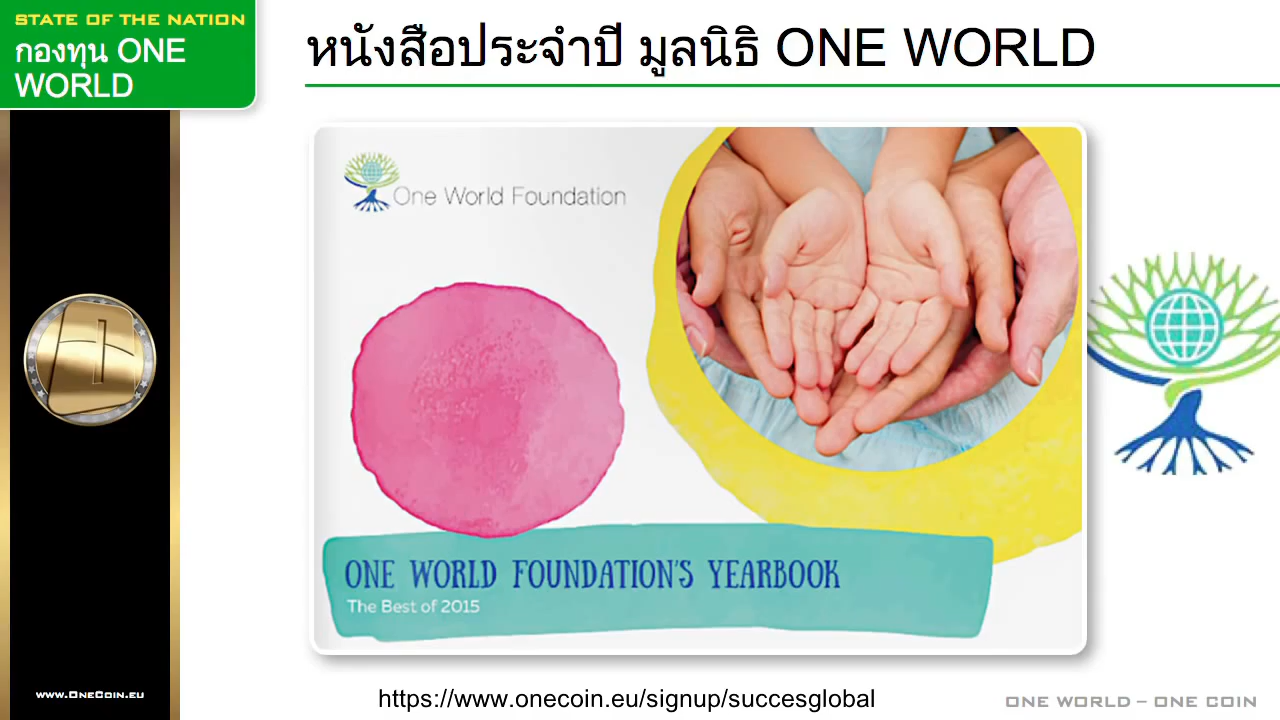 STATE OF THE NATION
กองทุน ONE
WORLD
หนังสือประจำปี มูลนิธิ ONE WORLD
One World Foundation
ONE WORLD FOUNDATION'S YEARBOOK
The Best of 2015
www.OneCoin.eu
https://www.onecoin.eu/signup/succesglobal
ONE WORLD – ONE COIN